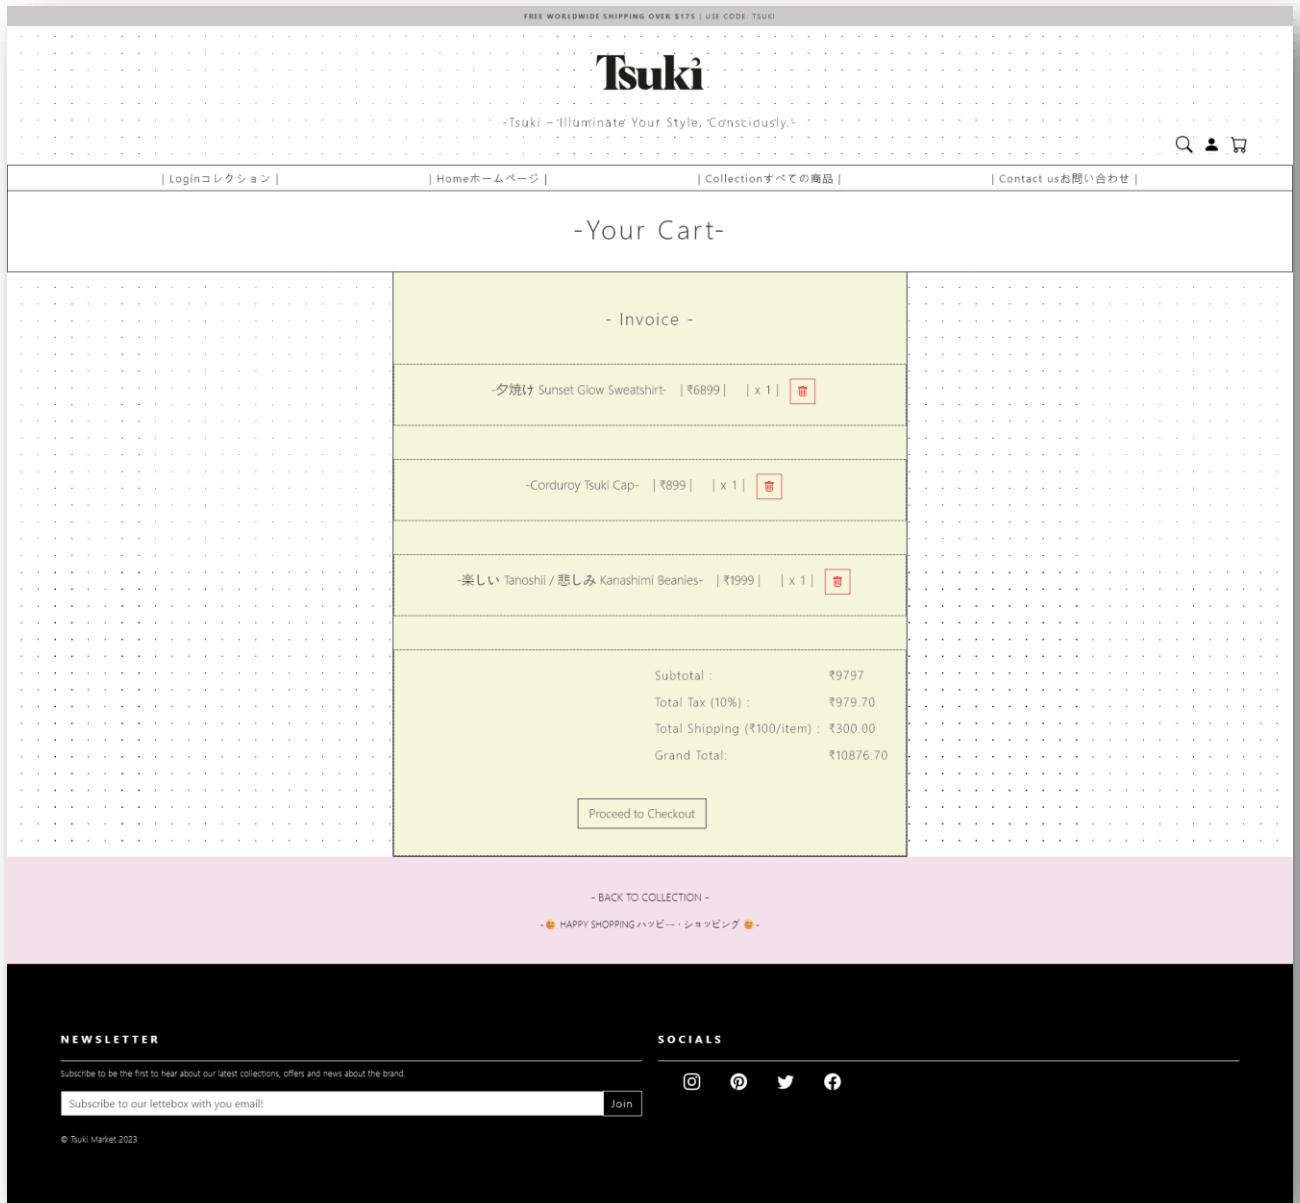 FREE WORLDWIDE SHIPPING OVER $175 | USE CODE: TSUKI
Tsuki
-Tsuki – Illuminate Your Style, Consciously.-
| Loginコレクション |
| Homeホームページ |
| Collectionすべての商品 |
| Contact usお問い合わせ |
-Your Cart-
- Invoice -
-夕焼け Sunset Glow Sweatshirt- | ₹6899 | | x 1 |
-Corduroy Tsuki Cap- | ₹899 | | x 1 |
-楽しい Tanoshii / 悲しみ Kanashimi Beanies- | ₹1999 | | x 1 |
Subtotal : ₹9797
Total Tax (10%) : ₹979.70
Total Shipping (₹100/item) : ₹300.00
Grand Total: ₹10876.70
Proceed to Checkout
- BACK TO COLLECTION -
-😊 HAPPY SHOPPING ハッピー・ショッピング 😊-
NEWSLETTER
Subscribe to be the first to hear about our latest collections, offers and news about the brand.
Subscribe to our lettebox with you email!
Join
© Tsuki Market 2023
SOCIALS